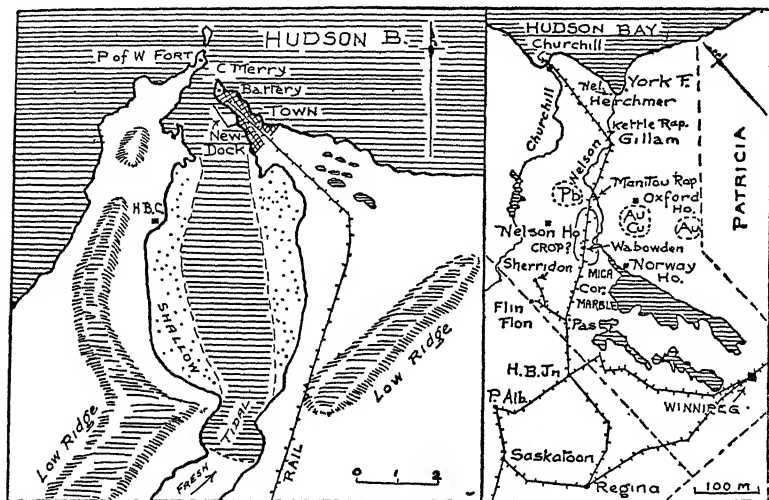 HUDSON B.
P of W FORT
C Merry
Battery
TOWN
New
Dock
H.B.C.
SHALLOW
TIDAL
FRESH
RAIL
Low Ridge
Low Ridge
0 1 2
HUDSON BAY
Churchill
York F.
Nel.
Herchmer
Kettle Rap.
Gillam
Churchill
Nelson
Manitou Rap
Pb
Oxford
Ho.
Au
Cu
Au
PATRICIA
Nelson Ho
CROP?
Wabowden
Sherridon
MICA
Norway
Ho.
Cor.
MARBLE
Flin
Flon
Pas
H.B.Jn
P. Alb.
WINNIPEG
Saskatoon
Regina
100 M